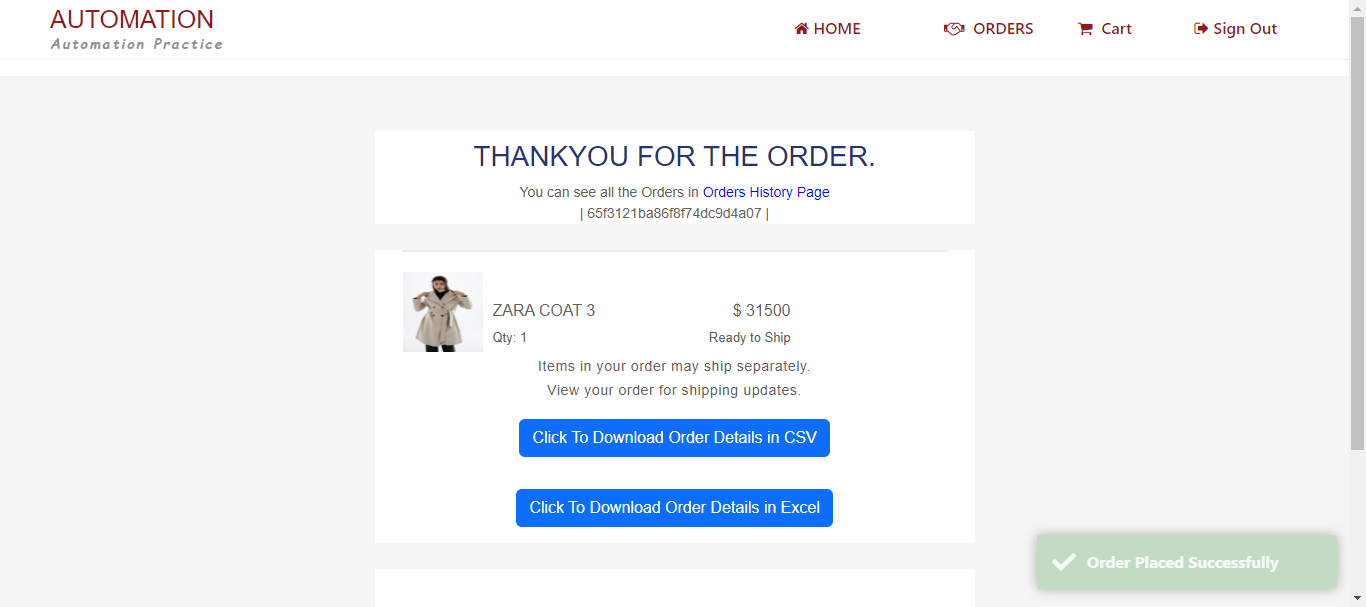 AUTOMATION
Automation Practice
HOME
ORDERS
Cart
Sign Out
THANKYOU FOR THE ORDER.
You can see all the Orders in Orders History Page
| 65f3121ba86f8f74dc9d4a07 |
ZARA COAT 3
$ 31500
Qty: 1
Ready to Ship
Items in your order may ship separately.
View your order for shipping updates.
Click To Download Order Details in CSV
Click To Download Order Details in Excel
Order Placed Successfully